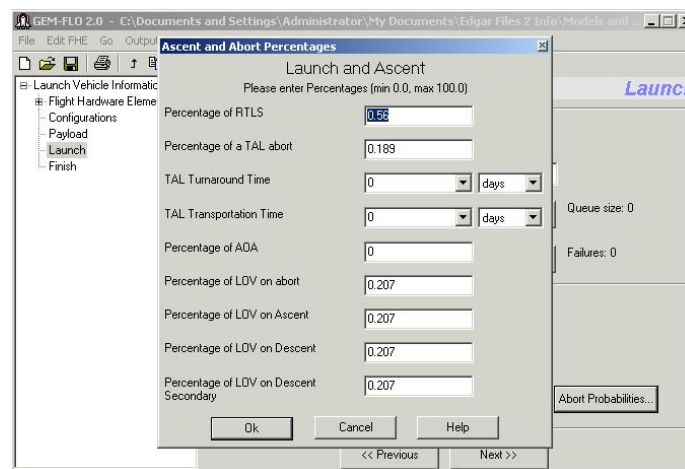 GEM-FLO 2.0 - C:\Documents and Settings\Administrator\My Documents\Edgar Files 2 Info\Models and ...
File Edit FHE Go Outpu
Ascent and Abort Percentages
Launch and Ascent
Please enter Percentages (min 0.0, max 100.0)
Launch Vehicle Informatic
Flight Hardware Eleme
Configurations
Payload
Launch
Finish
Launc
Percentage of RTLS 0.56
Percentage of a TAL abort 0.189
TAL Turnaround Time 0 days
TAL Transportation Time 0 days
Queue size: 0
Percentage of AOA 0
Failures: 0
Percentage of LOV on abort 0.207
Percentage of LOV on Ascent 0.207
Percentage of LOV on Descent 0.207
Percentage of LOV on Descent
Secondary 0.207
Abort Probabilities...
Ok Cancel Help
<< Previous Next >>